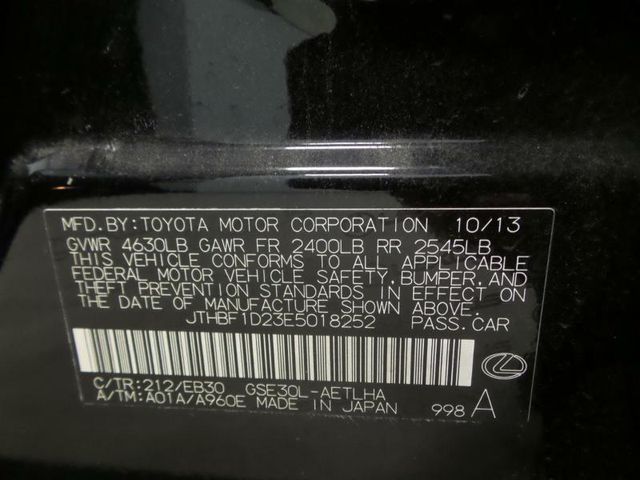 MFD.BY:TOYOTA MOTOR CORPORATION 10/13
GVWR 4630LB GAWR FR 2400LB RR 2545LB
THIS VEHICLE CONFORMS TO ALL APPLICABLE
FEDERAL MOTOR VEHICLE SAFETY,BUMPER,AND
THEFT PREVENTION STANDARDS IN EFFECT ON
THE DATE OF MANUFACTURE SHOWN ABOVE.
JTHBF1D23E5018252 PASS.CAR
C/TR:212/EB30 GSE30L-AETLHA
A/TM:A01A/A960E MADE IN JAPAN 998 A